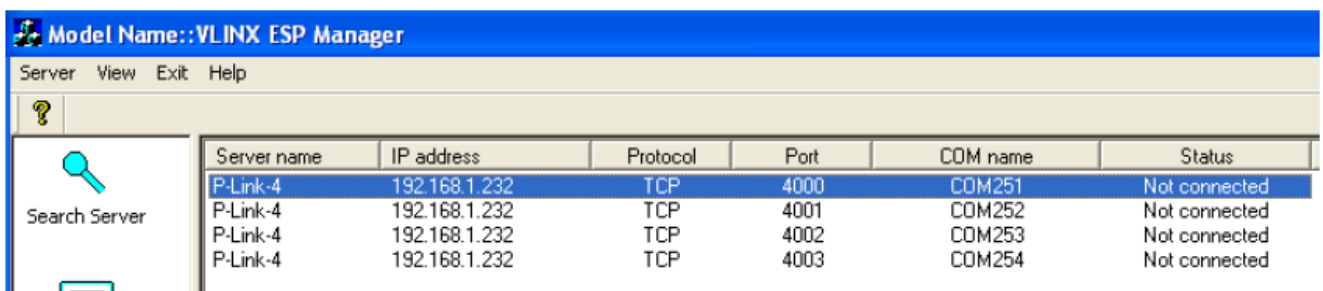 Model Name::VLINX ESP Manager
Server View Exit Help
Search Server
Server name IP address Protocol Port COM name Status
P-Link-4 192.168.1.232 TCP 4000 COM251 Not connected
P-Link-4 192.168.1.232 TCP 4001 COM252 Not connected
P-Link-4 192.168.1.232 TCP 4002 COM253 Not connected
P-Link-4 192.168.1.232 TCP 4003 COM254 Not connected